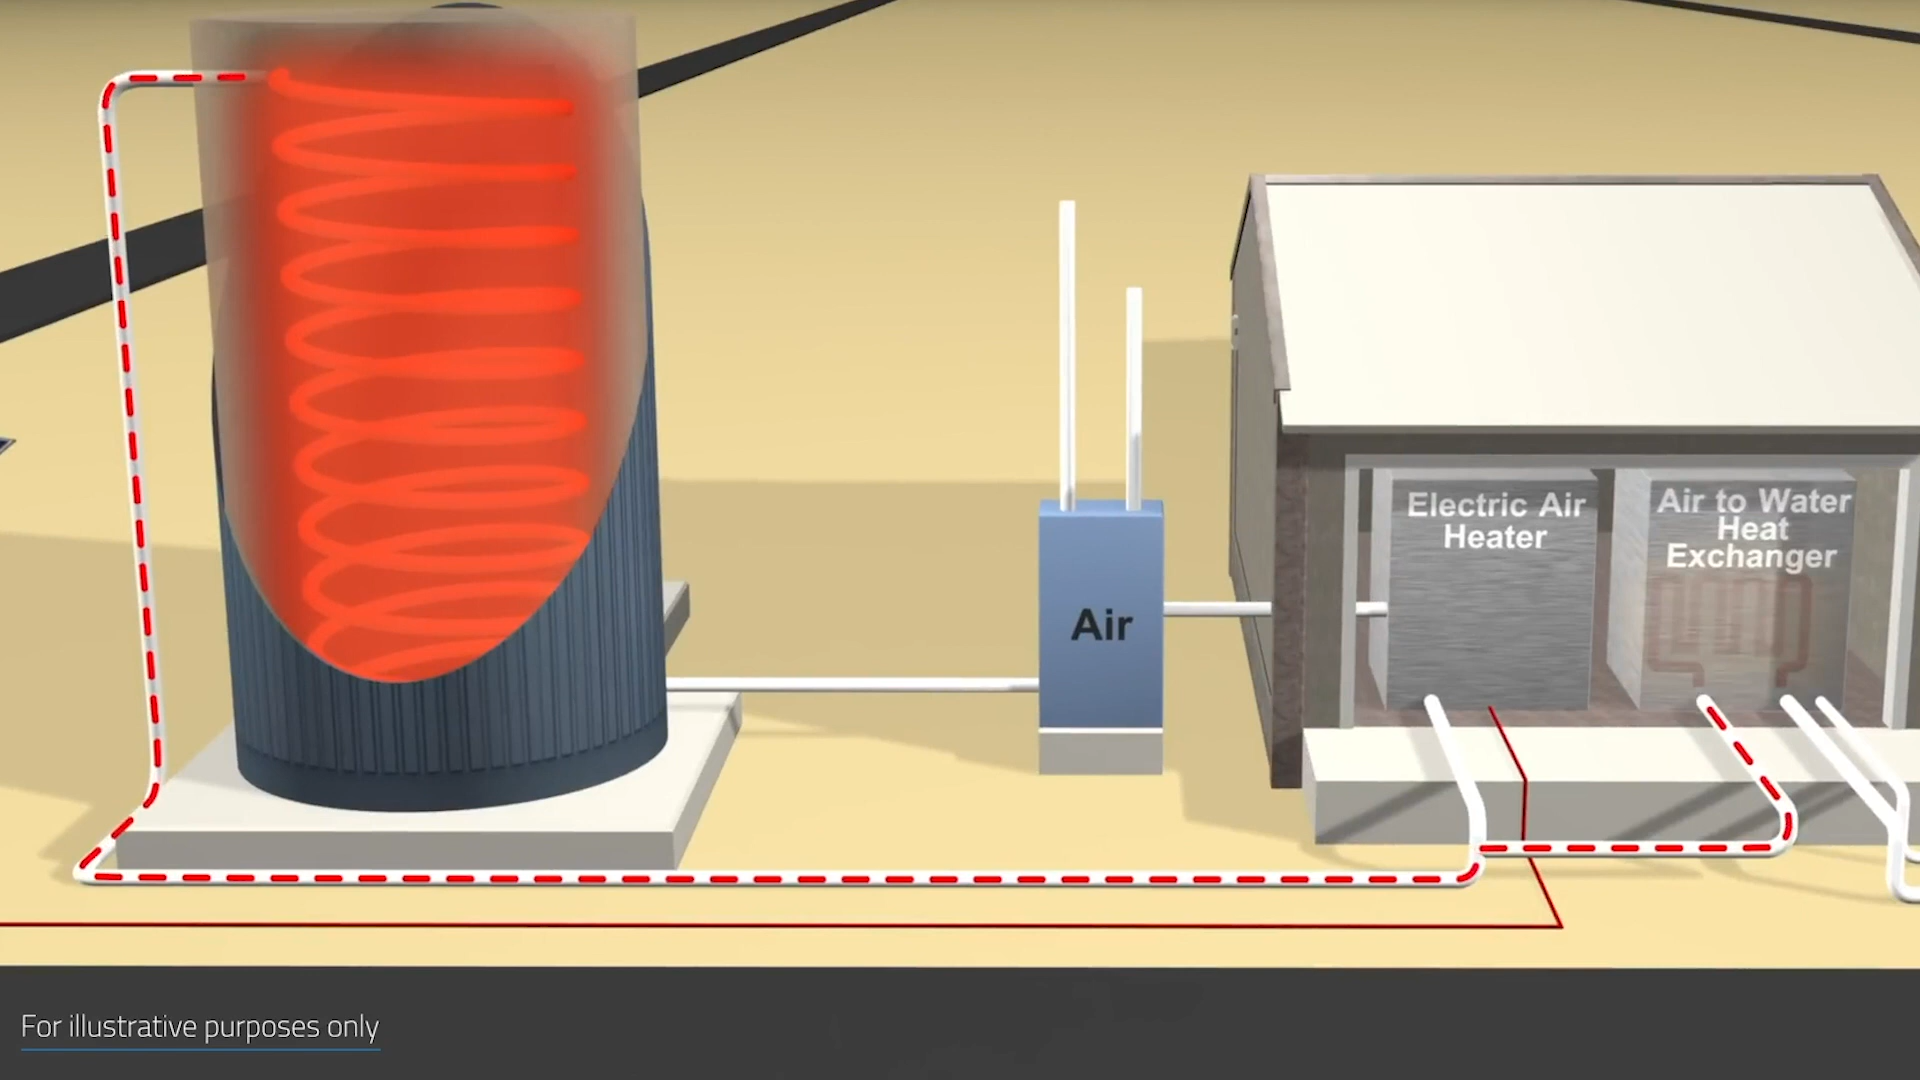 Electric Air
Heater
Air to Water
Heat
Exchanger
Air
For illustrative purposes only